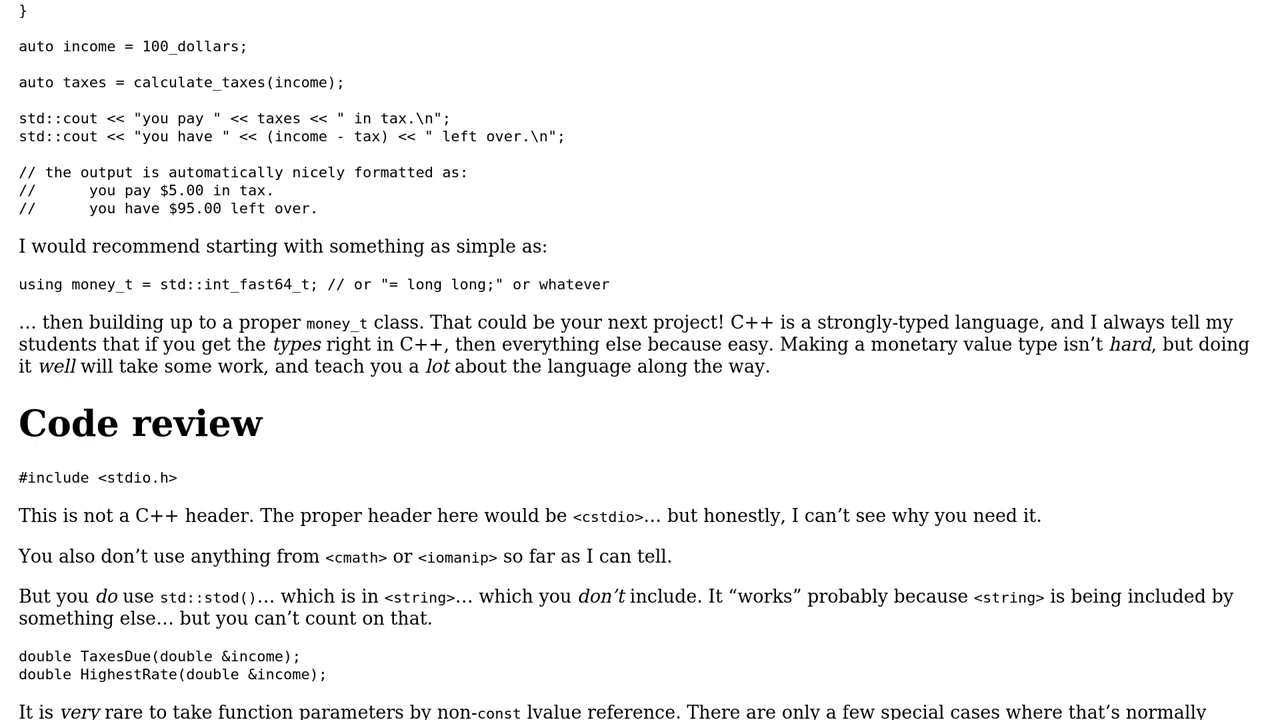 }
auto income = 100_dollars;
auto taxes = calculate_taxes(income);
std::cout << "you pay " << taxes << " in tax.\n";
std::cout << "you have " << (income - tax) << " left over.\n";
// the output is automatically nicely formatted as:
//      you pay $5.00 in tax.
//      you have $95.00 left over.
I would recommend starting with something as simple as:
using money_t = std::int_fast64_t; // or "= long long;" or whatever
… then building up to a proper money_t class. That could be your next project! C++ is a strongly-typed language, and I always tell my
students that if you get the types right in C++, then everything else because easy. Making a monetary value type isn’t hard, but doing
it well will take some work, and teach you a lot about the language along the way.
Code review
#include <stdio.h>
This is not a C++ header. The proper header here would be <cstdio>… but honestly, I can’t see why you need it.
You also don’t use anything from <cmath> or <iomanip> so far as I can tell.
But you do use std::stod()… which is in <string>… which you don’t include. It “works” probably because <string> is being included by
something else… but you can’t count on that.
double TaxesDue(double &income);
double HighestRate(double &income);
It is very rare to take function parameters by non-const lvalue reference. There are only a few special cases where that’s normally